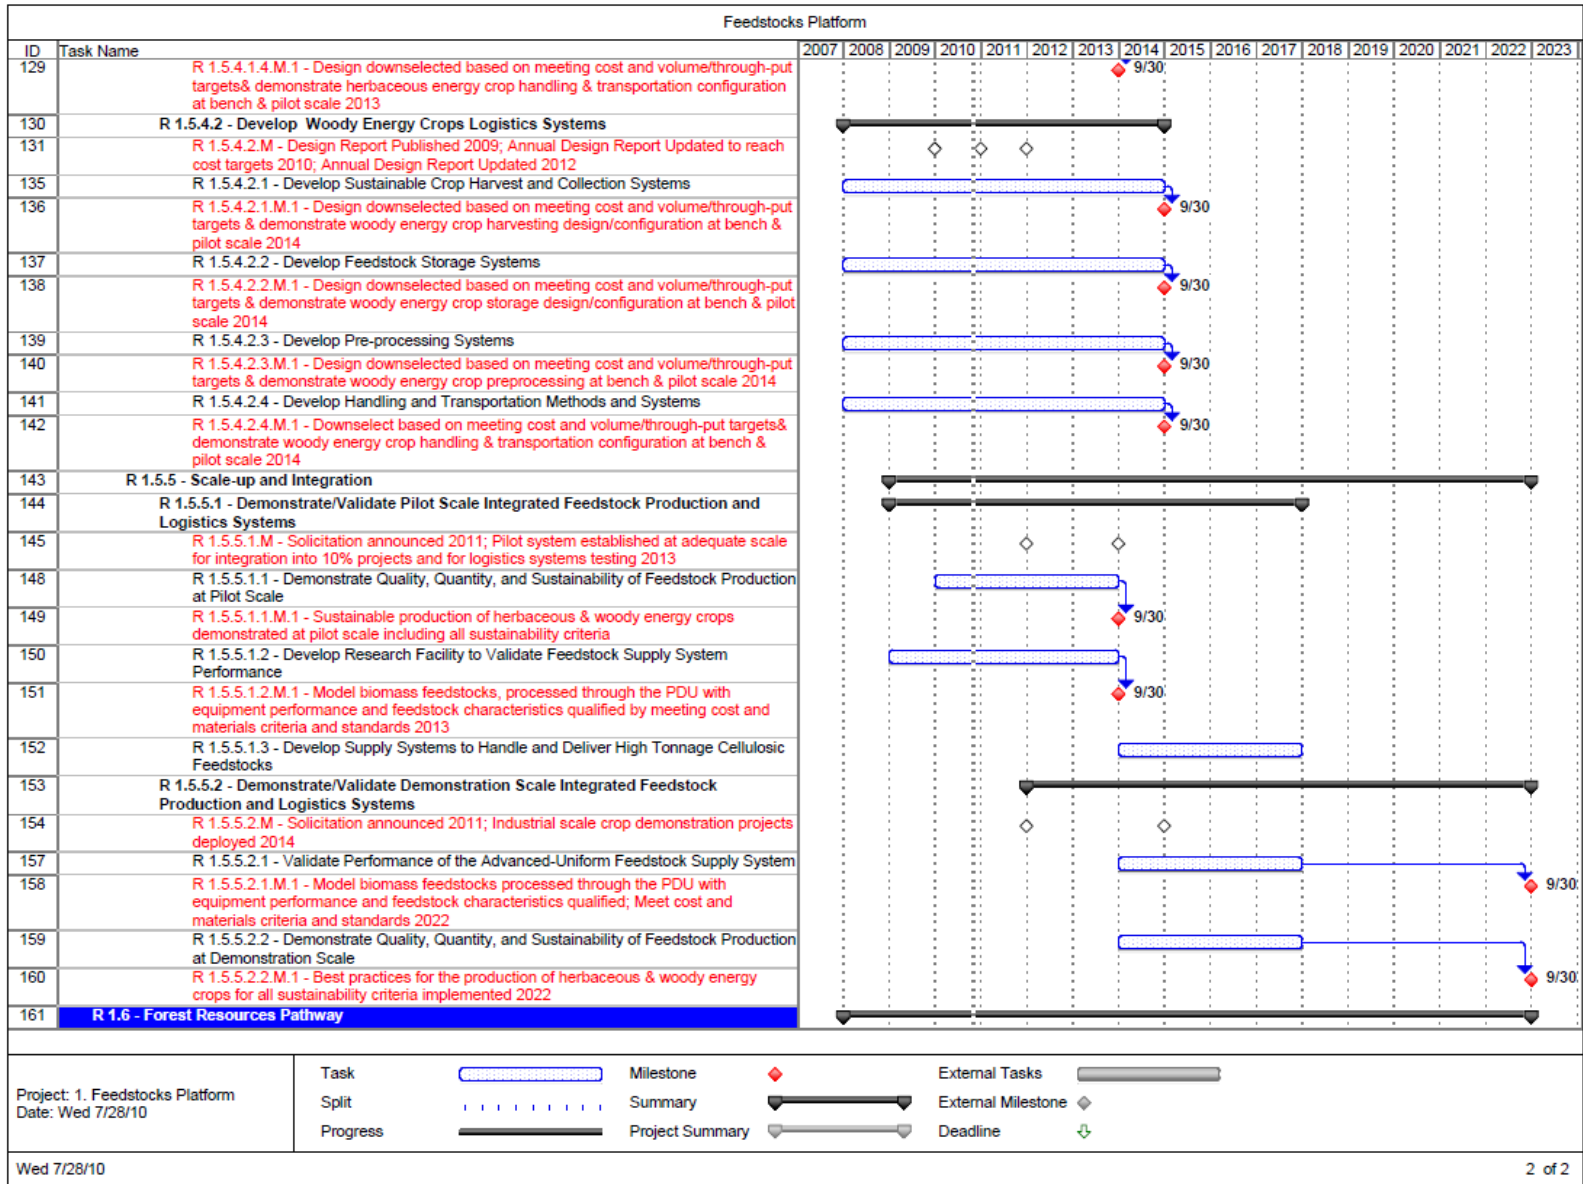 Feedstocks Platform
ID Task Name 2007 2008 2009 2010 2011 2012 2013 2014 2015 2016 2017 2018 2019 2020 2021 2022 2023
129 R 1.5.4.1.4.M.1 - Design downselected based on meeting cost and volume/through-put 9/30
targets& demonstrate herbaceous energy crop handling & transportation configuration
at bench & pilot scale 2013
130 R 1.5.4.2 - Develop Woody Energy Crops Logistics Systems
131 R 1.5.4.2.M - Design Report Published 2009; Annual Design Report Updated to reach
cost targets 2010; Annual Design Report Updated 2012
135 R 1.5.4.2.1 - Develop Sustainable Crop Harvest and Collection Systems
136 R 1.5.4.2.1.M.1 - Design downselected based on meeting cost and volume/through-put 9/30
targets & demonstrate woody energy crop harvesting design/configuration at bench &
pilot scale 2014
137 R 1.5.4.2.2 - Develop Feedstock Storage Systems
138 R 1.5.4.2.2.M.1 - Design downselected based on meeting cost and volume/through-put 9/30
targets & demonstrate woody energy crop storage design/configuration at bench & pilot
scale 2014
139 R 1.5.4.2.3 - Develop Pre-processing Systems
140 R 1.5.4.2.3.M.1 - Design downselected based on meeting cost and volume/through-put 9/30
targets & demonstrate woody energy crop preprocessing at bench & pilot scale 2014
141 R 1.5.4.2.4 - Develop Handling and Transportation Methods and Systems
142 R 1.5.4.2.4.M.1 - Downselect based on meeting cost and volume/through-put targets& 9/30
demonstrate woody energy crop handling & transportation configuration at bench &
pilot scale 2014
143 R 1.5.5 - Scale-up and Integration
144 R 1.5.5.1 - Demonstrate/Validate Pilot Scale Integrated Feedstock Production and
Logistics Systems
145 R 1.5.5.1.M - Solicitation announced 2011; Pilot system established at adequate scale
for integration into 10% projects and for logistics systems testing 2013
148 R 1.5.5.1.1 - Demonstrate Quality, Quantity, and Sustainability of Feedstock Production
at Pilot Scale
149 R 1.5.5.1.1.M.1 - Sustainable production of herbaceous & woody energy crops 9/30
demonstrated at pilot scale including all sustainability criteria
150 R 1.5.5.1.2 - Develop Research Facility to Validate Feedstock Supply System
Performance
151 R 1.5.5.1.2.M.1 - Model biomass feedstocks, processed through the PDU with 9/30
equipment performance and feedstock characteristics qualified by meeting cost and
materials criteria and standards 2013
152 R 1.5.5.1.3 - Develop Supply Systems to Handle and Deliver High Tonnage Cellulosic
Feedstocks
153 R 1.5.5.2 - Demonstrate/Validate Demonstration Scale Integrated Feedstock
Production and Logistics Systems
154 R 1.5.5.2.M - Solicitation announced 2011; Industrial scale crop demonstration projects
deployed 2014
157 R 1.5.5.2.1 - Validate Performance of the Advanced-Uniform Feedstock Supply System
158 R 1.5.5.2.1.M.1 - Model biomass feedstocks processed through the PDU with 9/30
equipment performance and feedstock characteristics qualified; Meet cost and
materials criteria and standards 2022
159 R 1.5.5.2.2 - Demonstrate Quality, Quantity, and Sustainability of Feedstock Production
at Demonstration Scale
160 R 1.5.5.2.2.M.1 - Best practices for the production of herbaceous & woody energy 9/30
crops for all sustainability criteria implemented 2022
161 R 1.6 - Forest Resources Pathway
Project: 1. Feedstocks Platform
Date: Wed 7/28/10
Task Milestone External Tasks
Split Summary External Milestone
Progress Project Summary Deadline
Wed 7/28/10 2 of 2